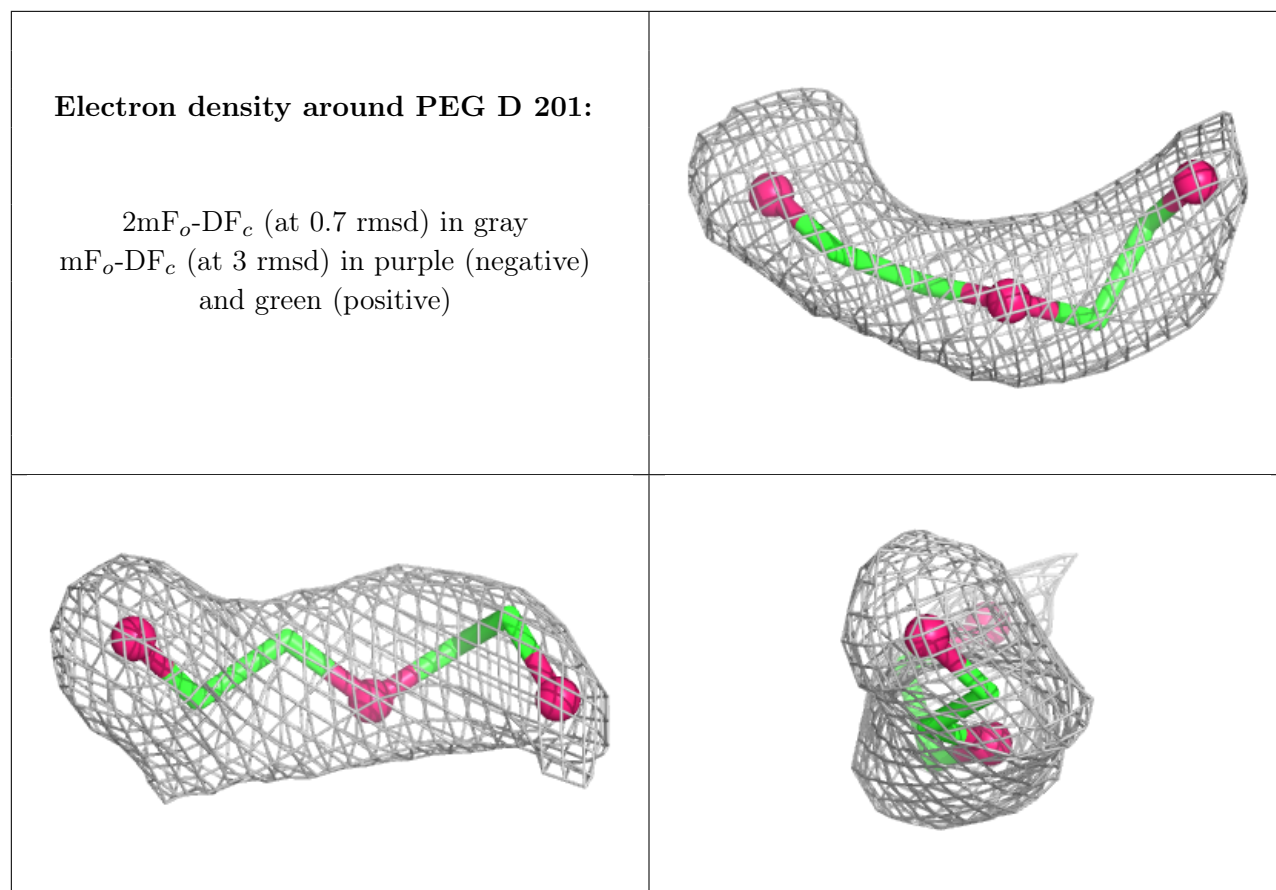 Electron density around PEG D 201:
2mFo-DFc (at 0.7 rmsd) in gray
mFo-DFc (at 3 rmsd) in purple (negative)
and green (positive)